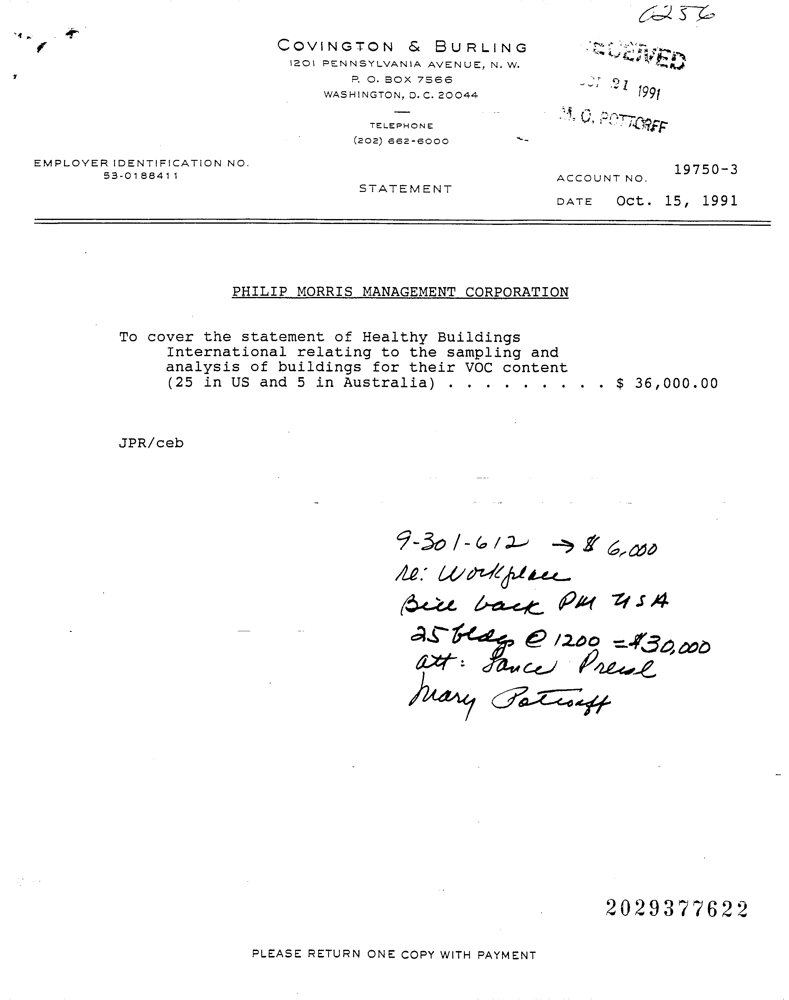 6256
COVINGTON & BURLING
1201 PENNSYLVANIA AVENUE, N. W.
P. O. BOX 7566
WASHINGTON, D. C. 20044
TELEPHONE
(202) 662-6000
RECEIVED
OCT 21 1991
M. O. POTTORFF
EMPLOYER IDENTIFICATION NO.
53-0188411
STATEMENT
ACCOUNT NO. 19750-3
DATE Oct. 15, 1991
PHILIP MORRIS MANAGEMENT CORPORATION
To cover the statement of Healthy Buildings
International relating to the sampling and
analysis of buildings for their VOC content
(25 in US and 5 in Australia) . . . . . . . . . . $ 36,000.00
JPR/ceb
9-301-612 → $ 6,000
re: Workplace
Bill back PM USA
25 bldg @ 1200 = $30,000
att: Lance
Mary Pottorff
2029377622
PLEASE RETURN ONE COPY WITH PAYMENT